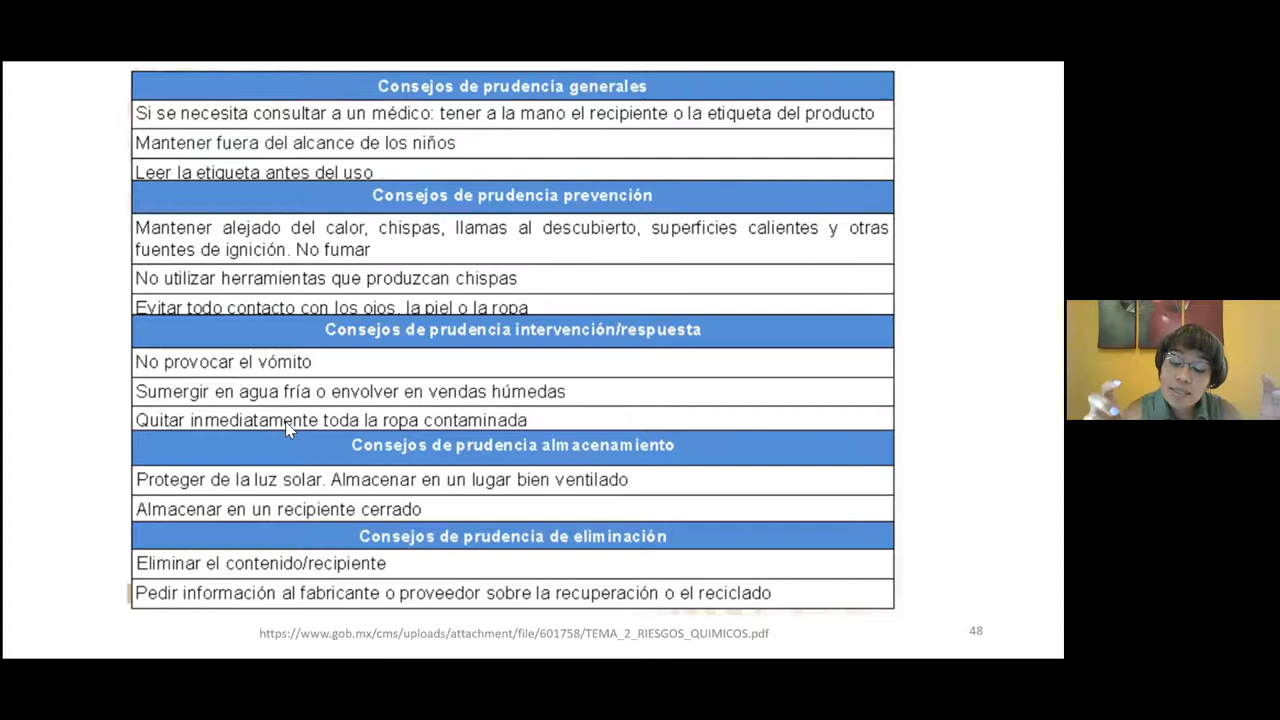 Consejos de prudencia generales
Si se necesita consultar a un médico: tener a la mano el recipiente o la etiqueta del producto
Mantener fuera del alcance de los niños
Leer la etiqueta antes del uso
Consejos de prudencia prevención
Mantener alejado del calor, chispas, llamas al descubierto, superficies calientes y otras
fuentes de ignición. No fumar
No utilizar herramientas que produzcan chispas
Evitar todo contacto con los ojos, la piel o la ropa
Consejos de prudencia intervención/respuesta
No provocar el vómito
Sumergir en agua fría o envolver en vendas húmedas
Quitar inmediatamente toda la ropa contaminada
Consejos de prudencia almacenamiento
Proteger de la luz solar. Almacenar en un lugar bien ventilado
Almacenar en un recipiente cerrado
Consejos de prudencia de eliminación
Eliminar el contenido/recipiente
Pedir información al fabricante o proveedor sobre la recuperación o el reciclado
https://www.gob.mx/cms/uploads/attachment/file/601758/TEMA_2_RIESGOS_QUIMICOS.pdf
48